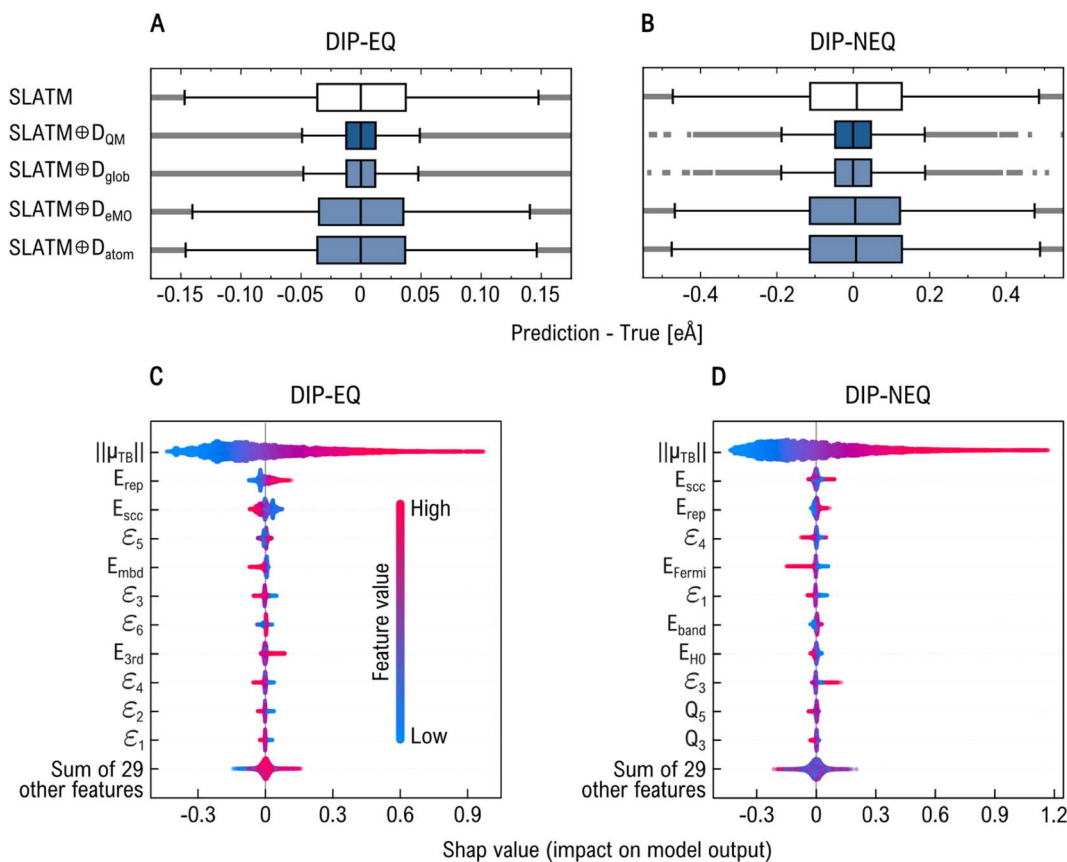 A
DIP-EQ
B
DIP-NEQ
SLATM
SLATM⊕D_QM
SLATM⊕D_glob
SLATM⊕D_eMO
SLATM⊕D_atom
-0.15 -0.10 -0.05 0 0.05 0.10 0.15
-0.4 -0.2 0 0.2 0.4
Prediction - True [eÅ]
C
DIP-EQ
||μ_TB||
E_rep
E_scc
ℰ_5
E_mbd
ℰ_3
ℰ_6
E_3rd
ℰ_4
ℰ_2
ℰ_1
Sum of 29
other features
High
Feature value
Low
-0.3 0 0.3 0.6 0.9
D
DIP-NEQ
||μ_TB||
E_scc
E_rep
ℰ_4
E_Fermi
ℰ_1
E_band
E_H0
ℰ_3
Q_5
Q_3
Sum of 29
other features
-0.3 0 0.3 0.6 0.9 1.2
Shap value (impact on model output)